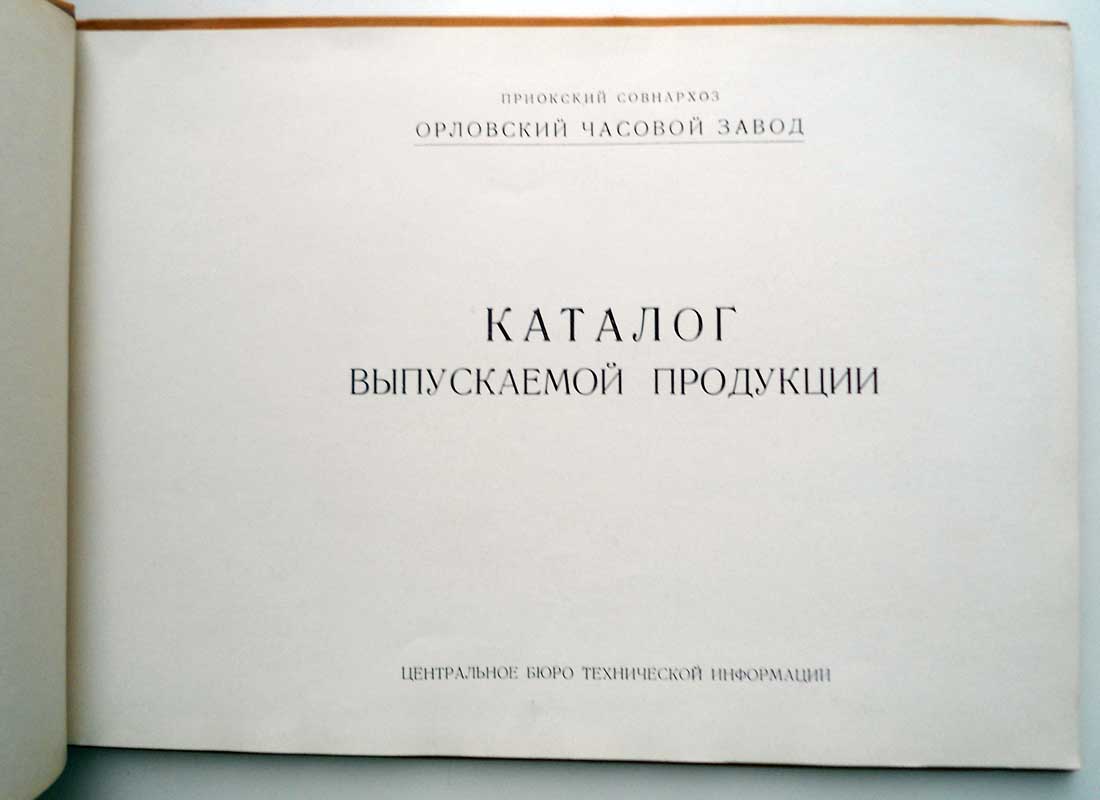 ПРИОКСКИЙ СОВНАРХОЗ
ОРЛОВСКИЙ ЧАСОВОЙ ЗАВОД
КАТАЛОГ
ВЫПУСКАЕМОЙ ПРОДУКЦИИ
ЦЕНТРАЛЬНОЕ БЮРО ТЕХНИЧЕСКОЙ ИНФОРМАЦИИ